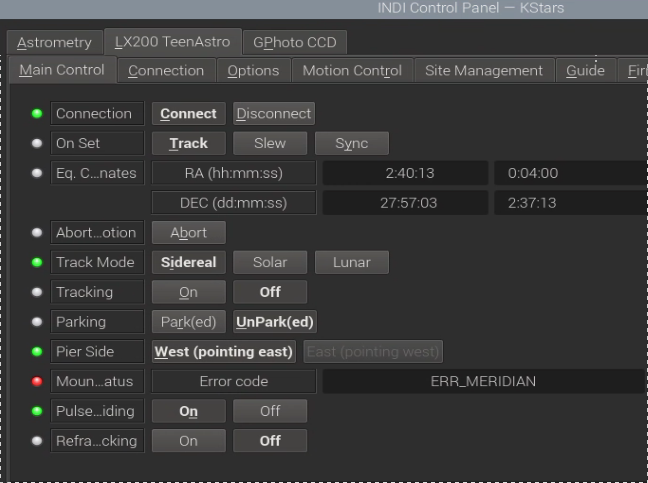 INDI Control Panel — KStars
Astrometry LX200 TeenAstro GPhoto CCD
Main Control Connection Options Motion Control Site Management Guide
Connection Connect Disconnect
On Set Track Slew Sync
Eq. C...nates RA (hh:mm:ss) 2:40:13 0:04:00
DEC (dd:mm:ss) 27:57:03 2:37:13
Abort...otion Abort
Track Mode Sidereal Solar Lunar
Tracking On Off
Parking Park(ed) UnPark(ed)
Pier Side West (pointing east) East (pointing west)
Moun...atus Error code ERR_MERIDIAN
Pulse...iding On Off
Refra...cking On Off